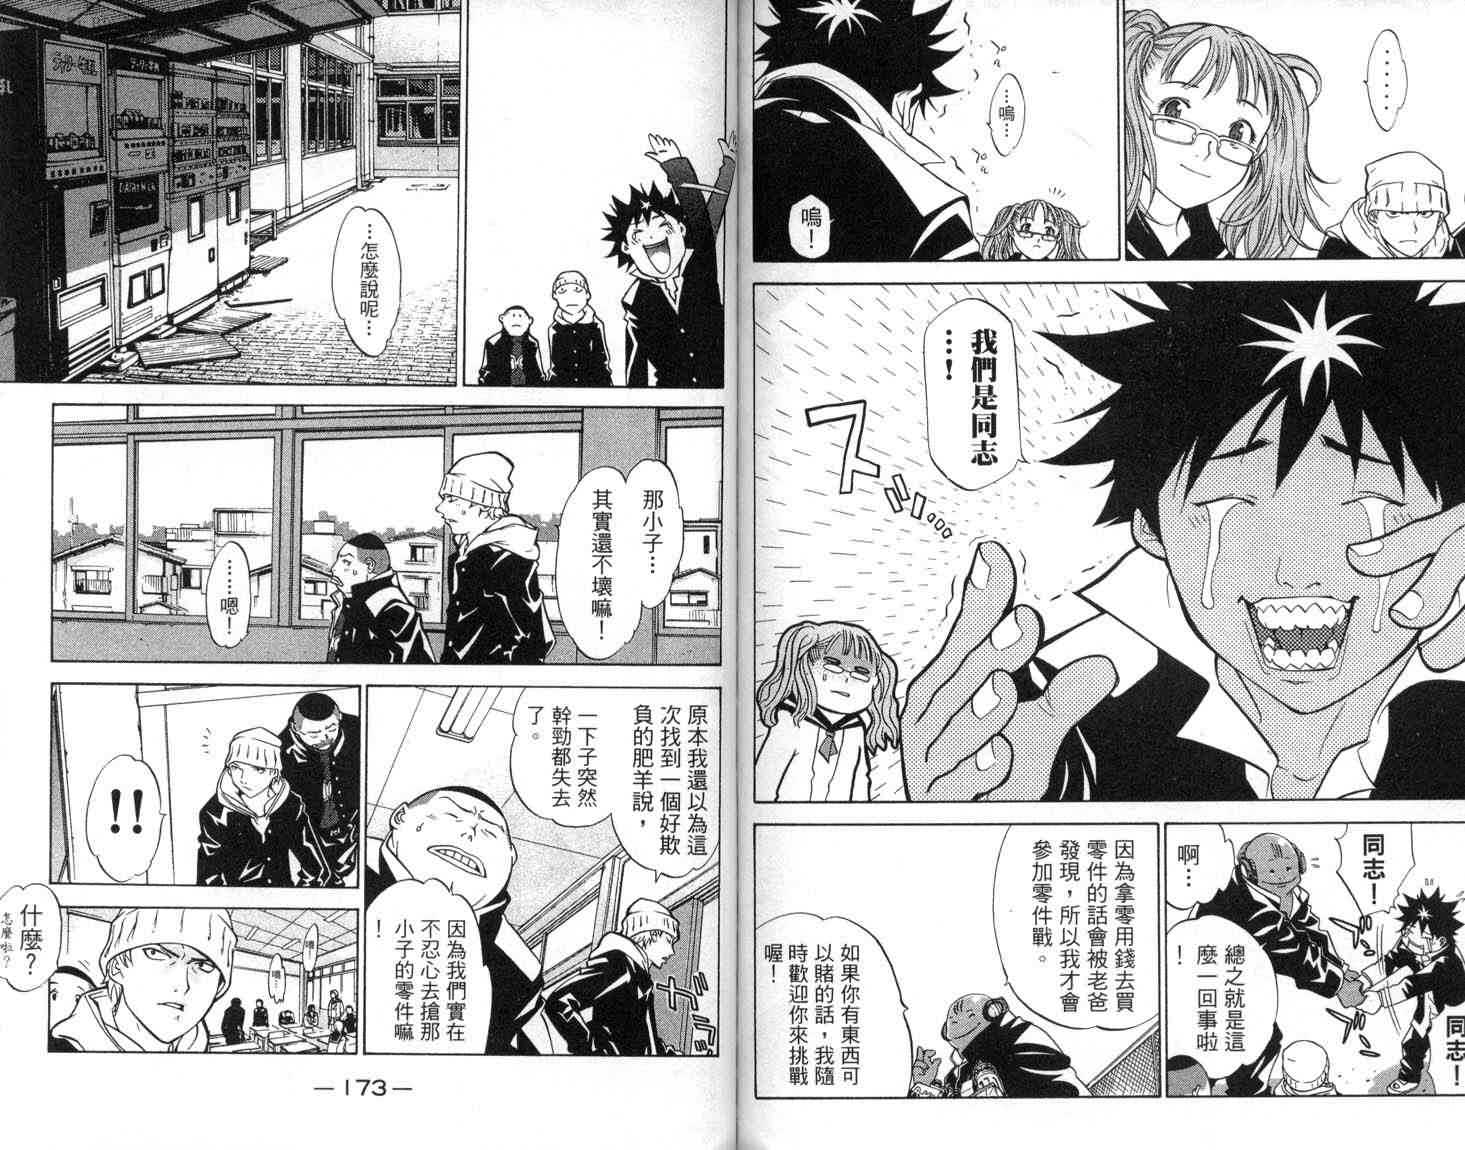 ………
…嗚…
嗚！
我們是同志
…！
ズ
同志！
同志！
啊…
總之就是這
麼一回事啦
！
因為拿零用錢去買
零件的話會被老爸
發現，所以我才會
參加零件戰。
如果你有東西可
以賭的話，我隨
時歡迎你來挑戰
喔！
…怎麼說呢…
DAIRYMILK
那小子…
其實還不壞嘛！
……嗯！
原本我還以為這
次找到一個好欺
負的肥羊說，
一下子突然
幹勁都失去
了。
因為我們實在
不忍心去搶那
小子的零件嘛
！
！！
什麼？
怎麼啦？
嘈…
嘈…
—173—